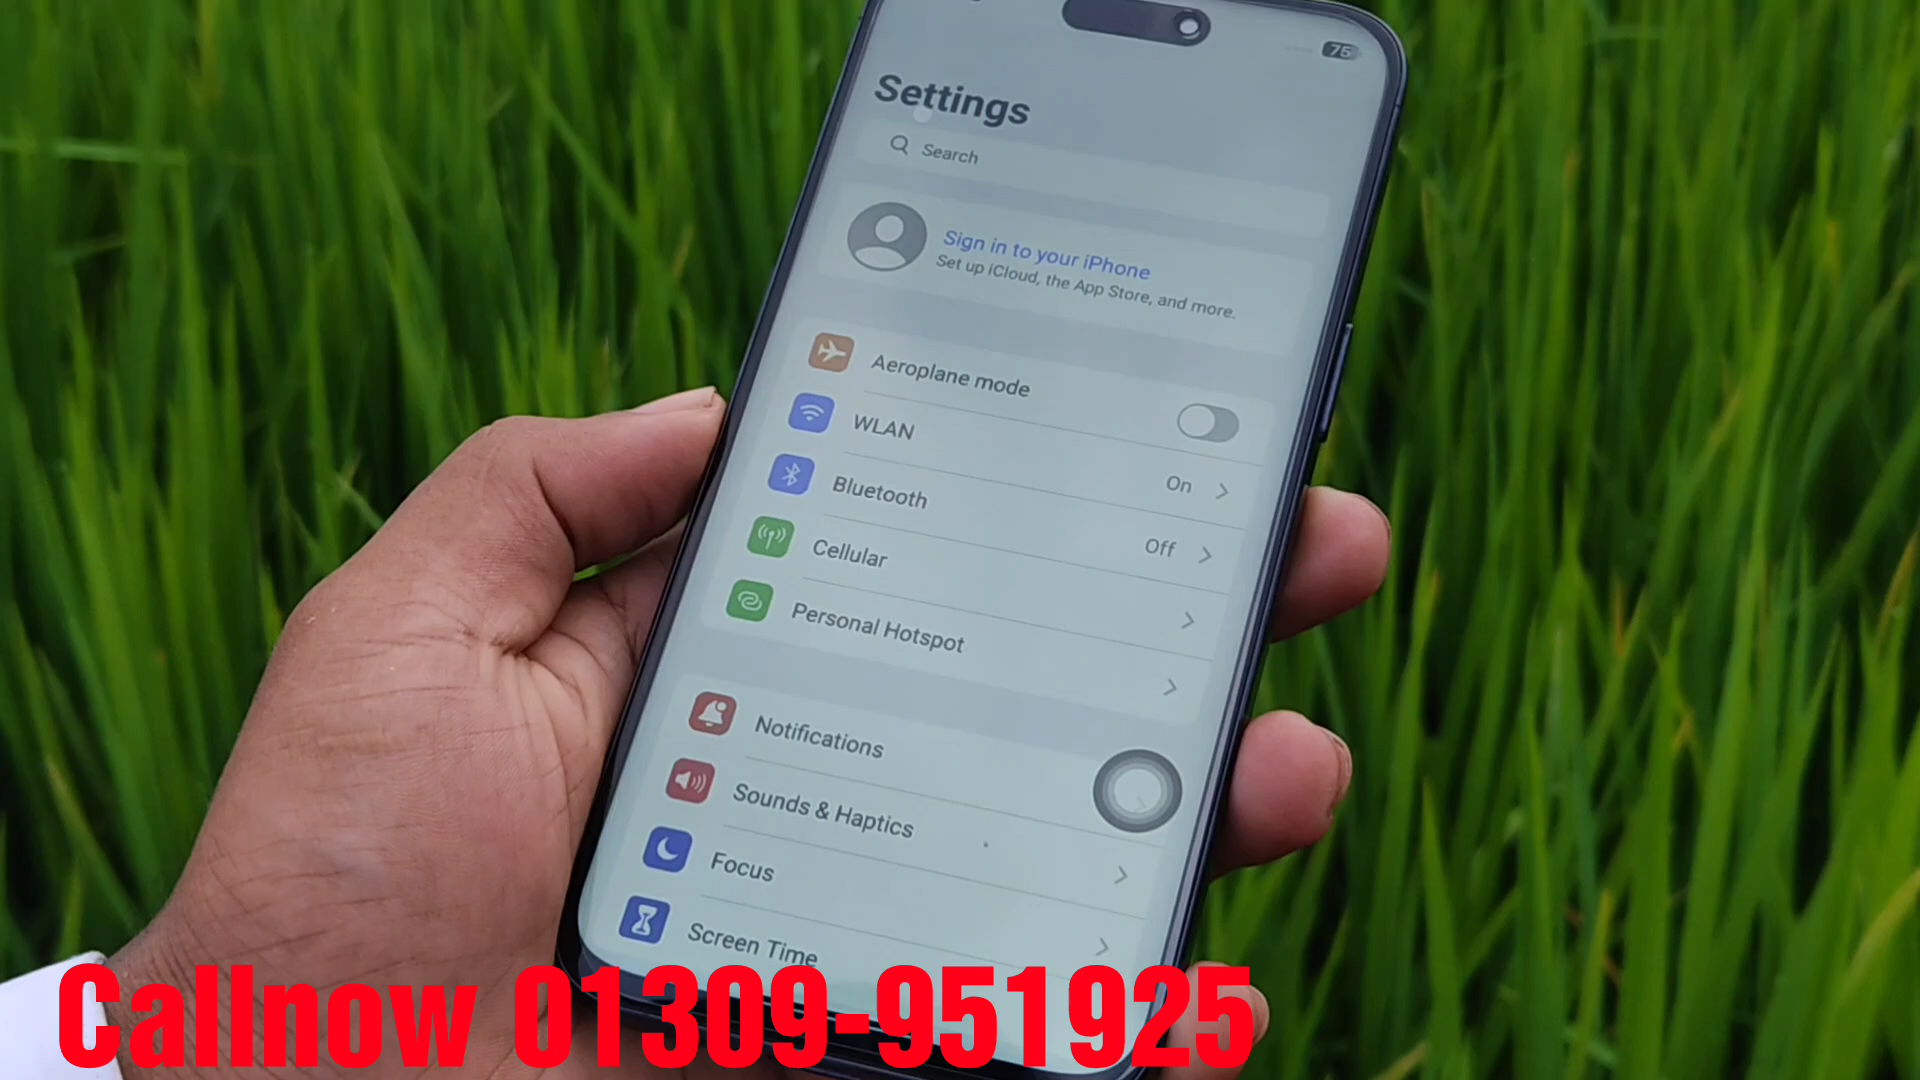 75
Settings
Search
Sign in to your iPhone
Set up iCloud, the App Store, and more.
Aeroplane mode
WLAN
On
Bluetooth
Off
Cellular
Personal Hotspot
Notifications
Sounds & Haptics
Focus
Screen Time
Callnow 01309-951925